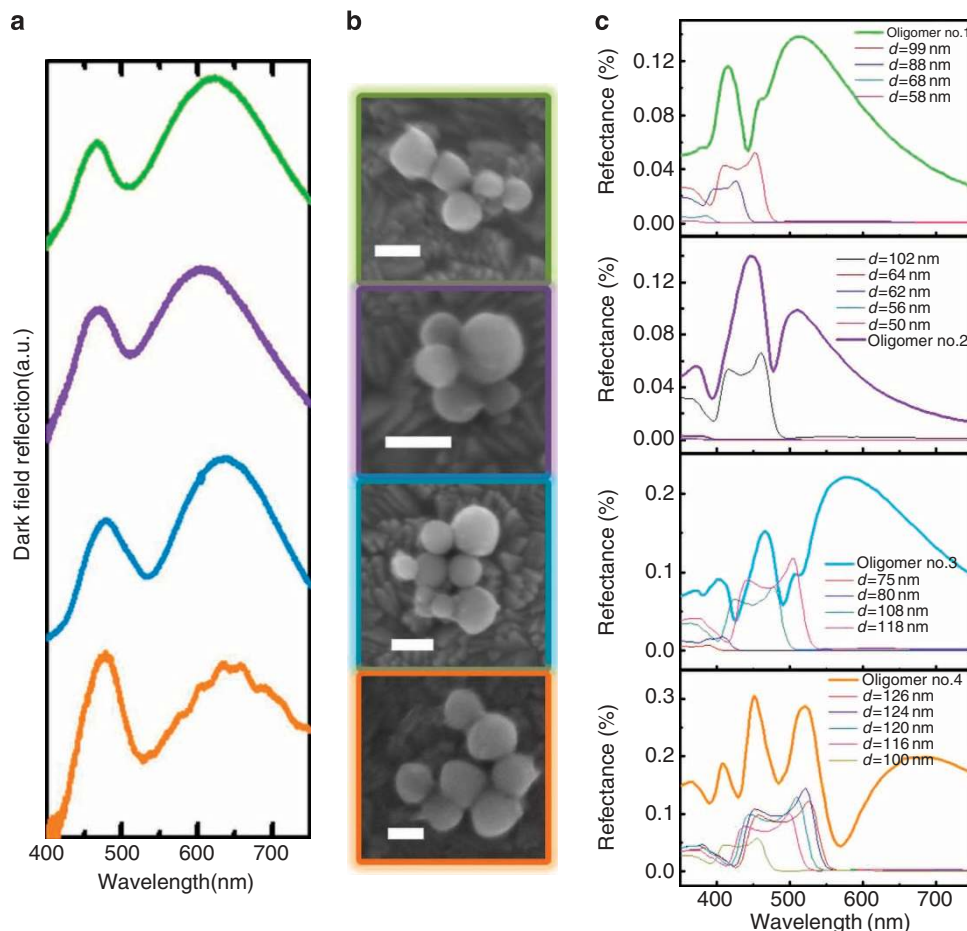 a
b
c
Dark field reflection(a.u.)
400 500 600 700
Wavelength(nm)
Refectance (%)
0.12
0.08
0.04
0.00
Oligomer no.1
d=99 nm
d=88 nm
d=68 nm
d=58 nm
Refectance (%)
0.12
0.08
0.04
0.00
d=102 nm
d=64 nm
d=62 nm
d=56 nm
d=50 nm
Oligomer no.2
Refectance (%)
0.2
0.1
0.0
Oligomer no.3
d=75 nm
d=80 nm
d=108 nm
d=118 nm
Refectance (%)
0.3
0.2
0.1
0.0
Oligomer no.4
d=126 nm
d=124 nm
d=120 nm
d=116 nm
d=100 nm
400 500 600 700
Wavelength (nm)